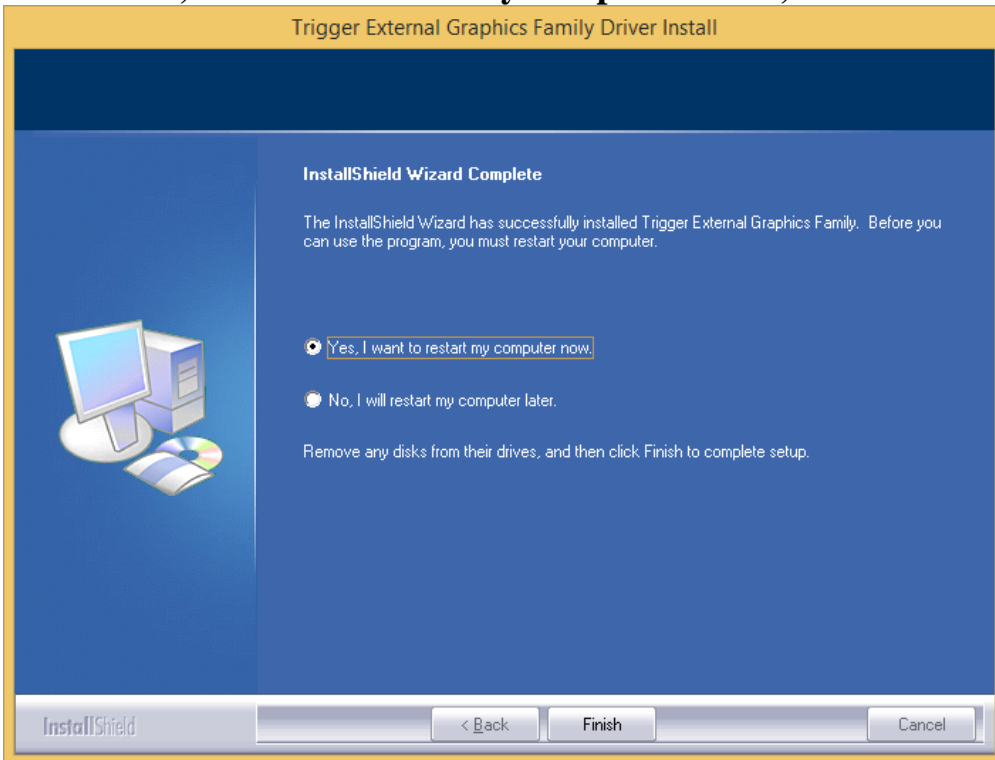 Trigger External Graphics Family Driver Install
InstallShield Wizard Complete
The InstallShield Wizard has successfully installed Trigger External Graphics Family. Before you
can use the program, you must restart your computer.
Yes, I want to restart my computer now.
No, I will restart my computer later.
Remove any disks from their drives, and then click Finish to complete setup.
InstallShield
< Back
Finish
Cancel